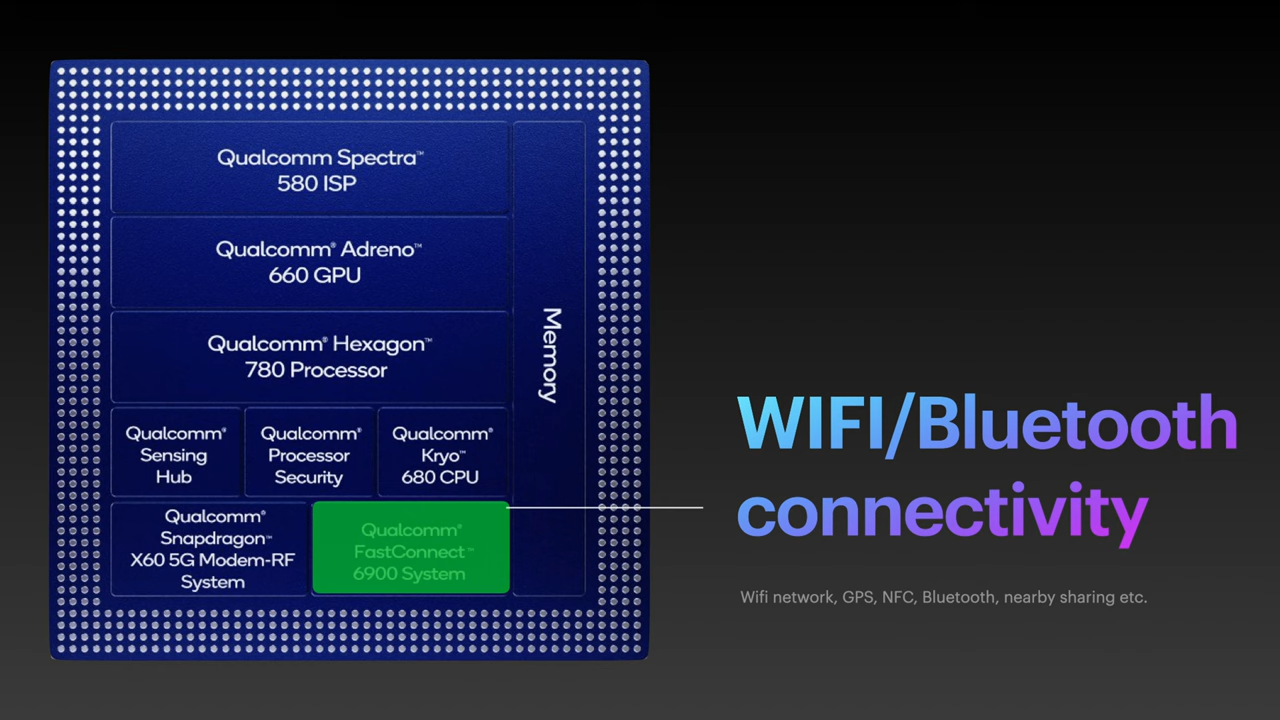 Qualcomm Spectra™
580 ISP
Qualcomm® Adreno™
660 GPU
Qualcomm® Hexagon™
780 Processor
Memory
Qualcomm®
Sensing
Hub
Qualcomm®
Processor
Security
Qualcomm®
Kryo™
680 CPU
Qualcomm®
Snapdragon™
X60 5G Modem-RF
System
Qualcomm®
FastConnect™
6900 System
WIFI/Bluetooth
connectivity
Wifi network, GPS, NFC, Bluetooth, nearby sharing etc.